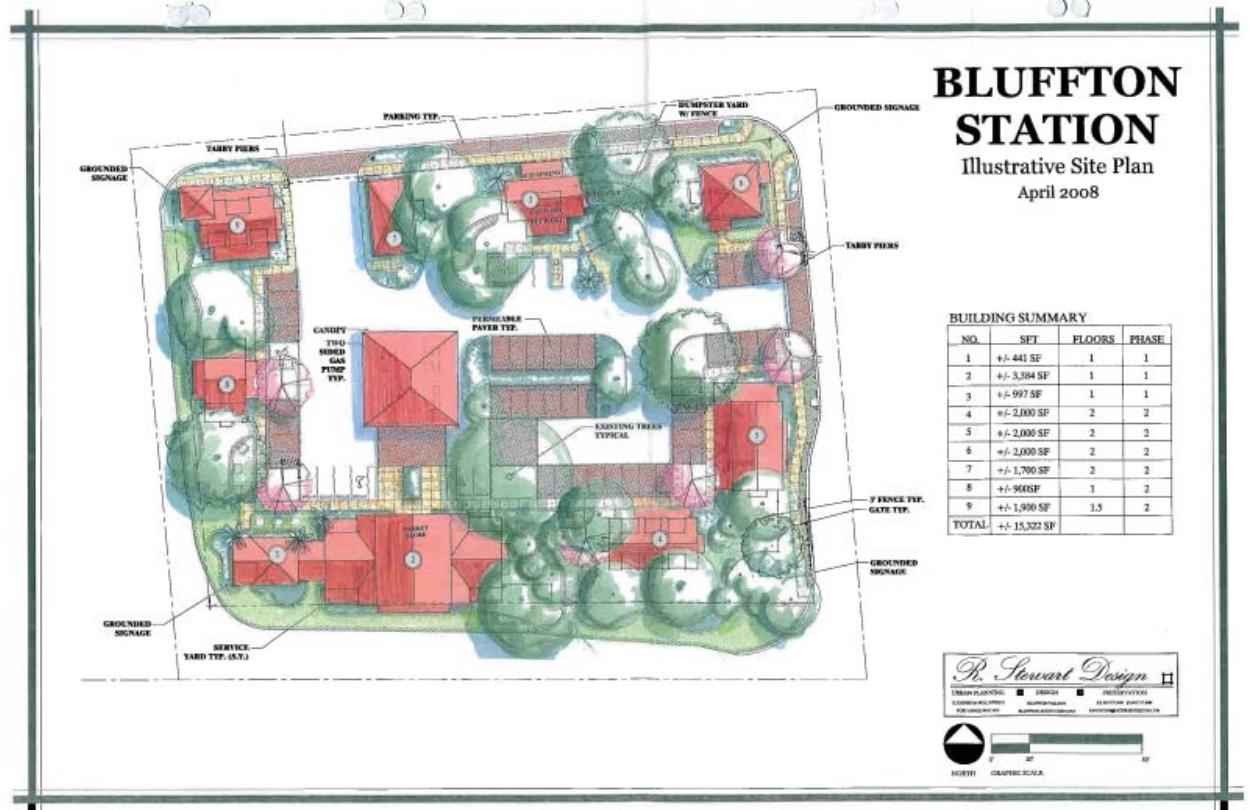 BLUFFTON
STATION
Illustrative Site Plan
April 2008
DUMPSTER YARD
W/ FENCE
GROUNDED SIGNAGE
PARKING TYP.
TABBY PIERS
GROUNDED
SIGNAGE
TABBY PIERS
CANOPY
TWO
SIDED
GAS
PUMP
TYP.
PERMEABLE
PAVER TYP.
EXISTING TREES
TYPICAL
3' FENCE TYP.
GATE TYP.
GROUNDED
SIGNAGE
GROUNDED
SIGNAGE
SERVICE
YARD TYP. (S.Y.)
MARKET
STORE
BUILDING SUMMARY
NO. SFT FLOORS PHASE
1 +/- 441 SF 1 1
2 +/- 3,384 SF 1 1
3 +/- 997 SF 1 1
4 +/- 2,000 SF 2 2
5 +/- 2,000 SF 2 2
6 +/- 2,000 SF 2 2
7 +/- 1,700 SF 2 2
8 +/- 900SF 1 2
9 +/- 1,900 SF 1.5 2
TOTAL +/- 15,322 SF
R. Stewart Design
URBAN PLANNING DESIGN PRESERVATION
NORTH GRAPHIC SCALE